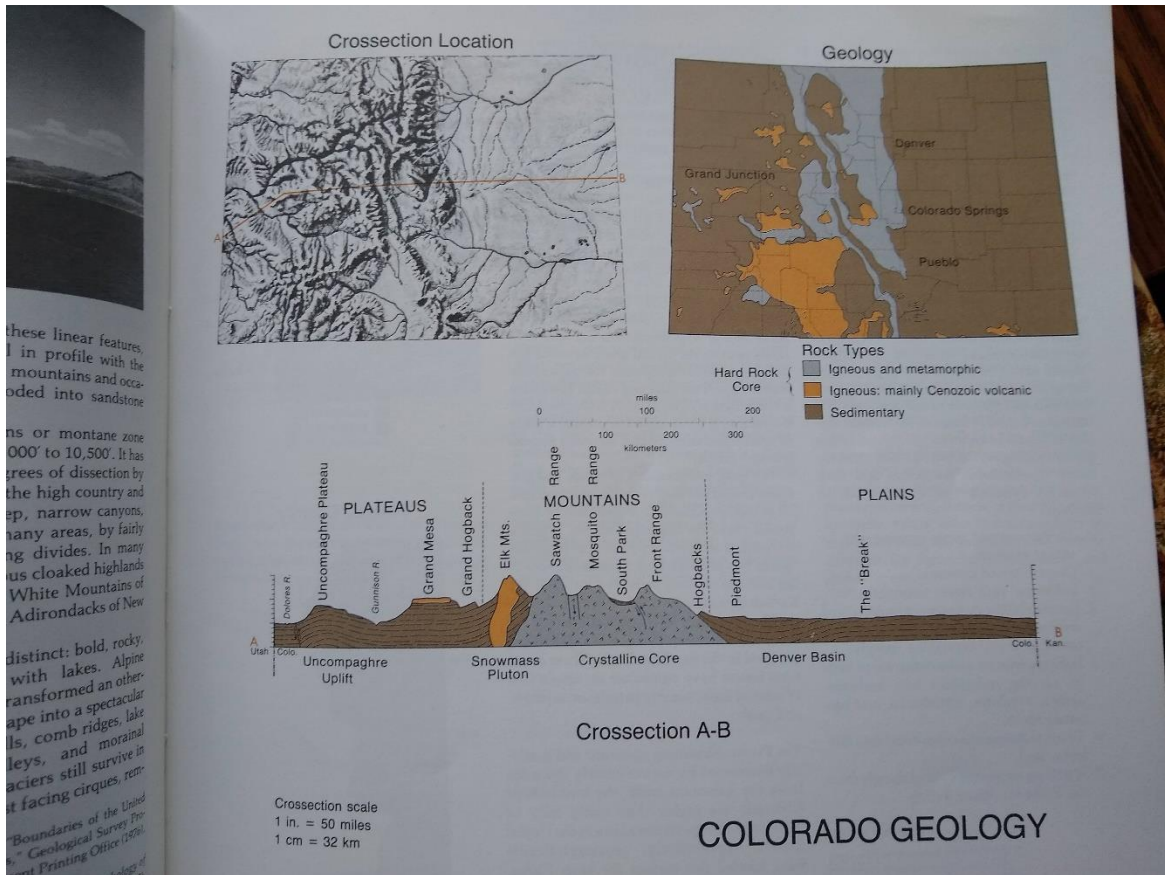 Crossection Location
A
B
Geology
Denver
Grand Junction
Colorado Springs
Pueblo
Rock Types
Hard Rock
Core
Igneous and metamorphic
Igneous: mainly Cenozoic volcanic
Sedimentary
miles
0 100 200
100 200 300
kilometers
PLATEAUS
MOUNTAINS
PLAINS
Dolores R.
Uncompaghre Plateau
Gunnison R.
Grand Mesa
Grand Hogback
Elk Mts.
Sawatch Range
Mosquito Range
South Park
Front Range
Hogbacks
Piedmont
The "Break"
A
Utah Colo.
B
Colo. Kan.
Uncompaghre
Uplift
Snowmass
Pluton
Crystalline Core
Denver Basin
Crossection A-B
Crossection scale
1 in. = 50 miles
1 cm = 32 km
COLORADO GEOLOGY
these linear features,
l in profile with the
mountains and occa-
oded into sandstone
ns or montane zone
000' to 10,500'. It has
grees of dissection by
the high country and
ep, narrow canyons,
many areas, by fairly
ng divides. In many
us cloaked highlands
White Mountains of
Adirondacks of New
distinct: bold, rocky,
with lakes. Alpine
ransformed an other-
ape into a spectacular
lls, comb ridges, lake
leys, and morainal
aciers still survive in
st facing cirques, rem-
"Boundaries of the United
s," Geological Survey Pro-
ent Printing Office (1976).
ology of